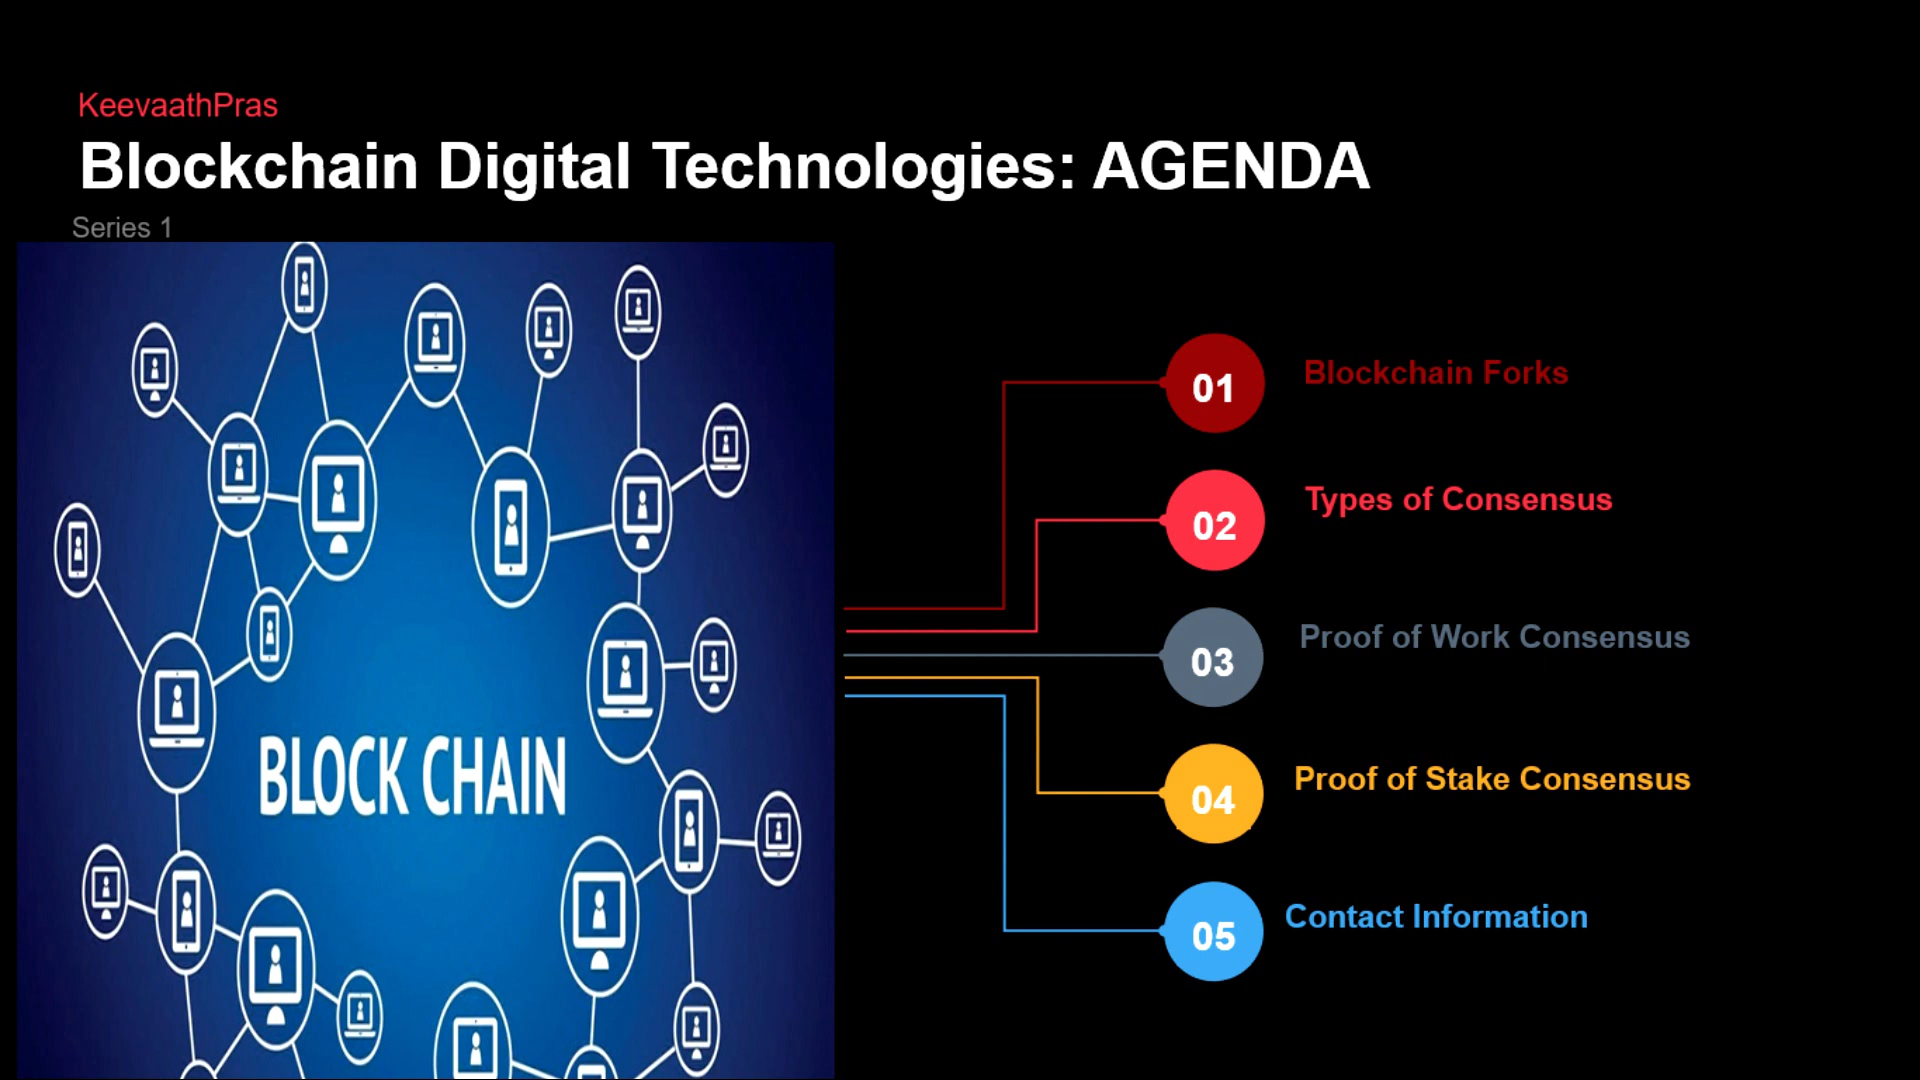 KeevaathPras
Blockchain Digital Technologies: AGENDA
Series 1
BLOCK CHAIN
01 Blockchain Forks
02 Types of Consensus
03 Proof of Work Consensus
04 Proof of Stake Consensus
05 Contact Information